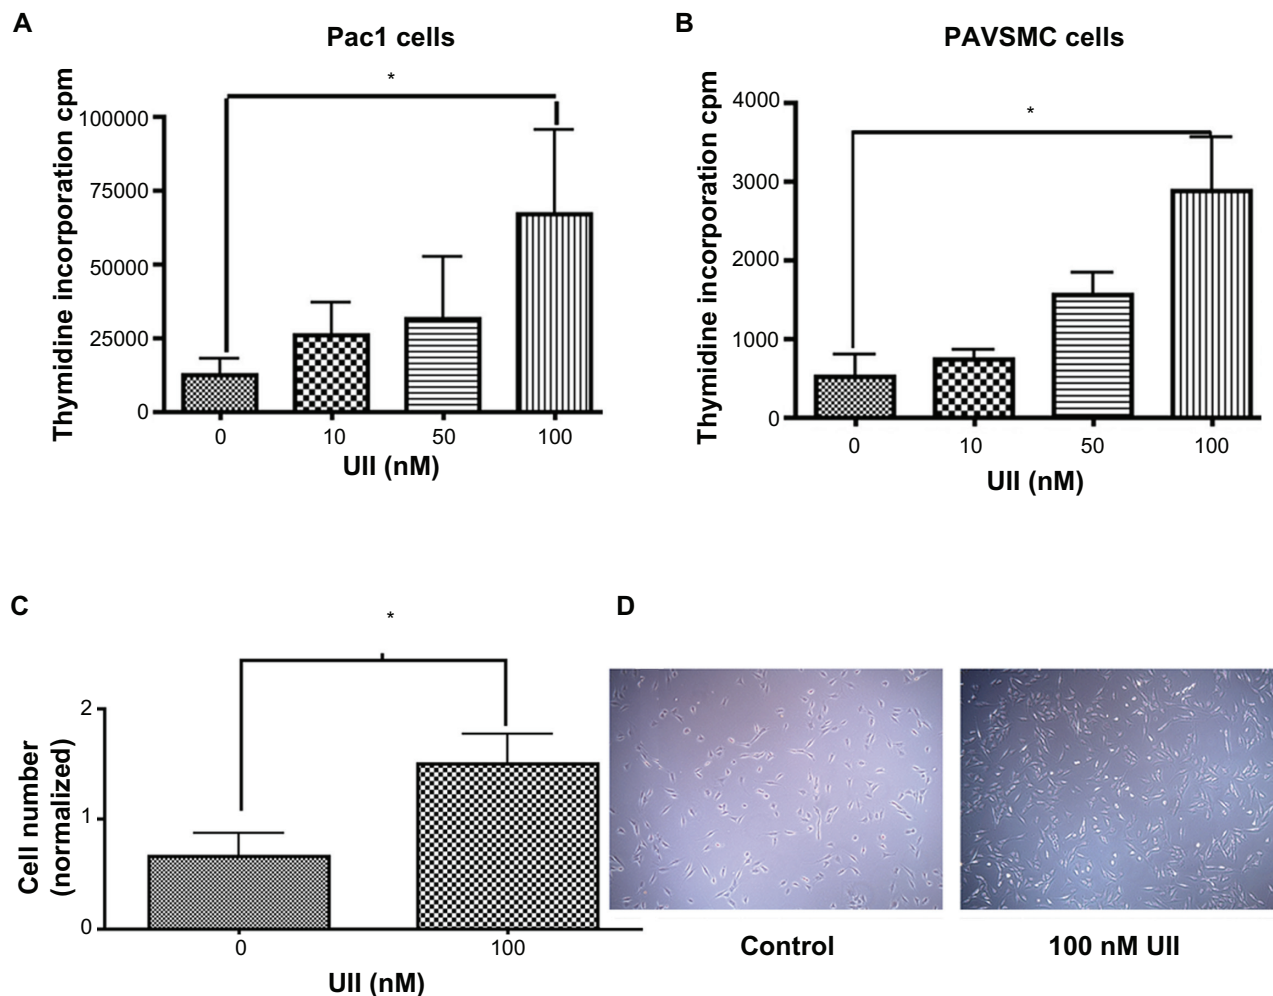 A
Pac1 cells
*
Thymidine incorporation cpm
100000
75000
50000
25000
0
0 10 50 100
UII (nM)
B
PAVSMC cells
*
Thymidine incorporation cpm
4000
3000
2000
1000
0
0 10 50 100
UII (nM)
C
*
Cell number
(normalized)
2
1
0
0 100
UII (nM)
D
Control 100 nM UII